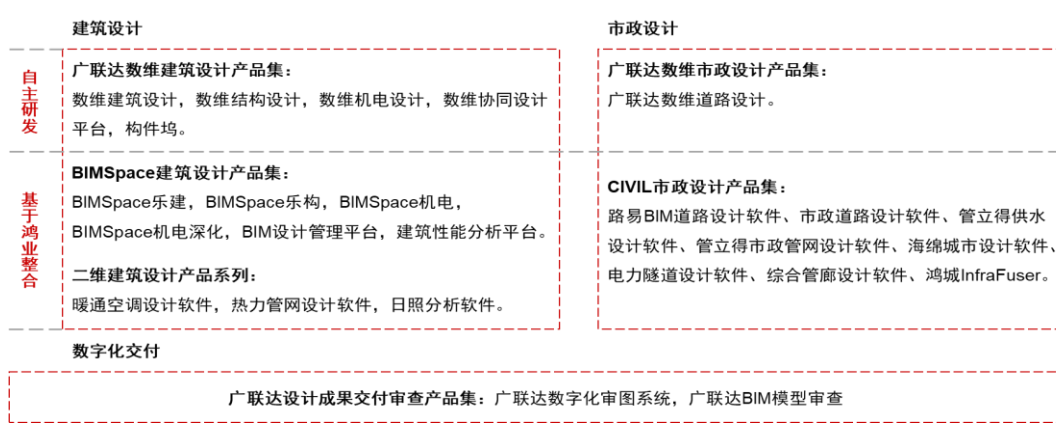 建筑设计
市政设计
自主研发
广联达数维建筑设计产品集：
数维建筑设计，数维结构设计，数维机电设计，数维协同设计
平台，构件坞。
广联达数维市政设计产品集：
广联达数维道路设计。
基于鸿业整合
BIMSpace建筑设计产品集：
BIMSpace乐建，BIMSpace乐构，BIMSpace机电，
BIMSpace机电深化，BIM设计管理平台，建筑性能分析平台。
二维建筑设计产品系列：
暖通空调设计软件，热力管网设计软件，日照分析软件。
CIVIL市政设计产品集：
路易BIM道路设计软件、市政道路设计软件、管立得供水
设计软件、管立得市政管网设计软件、海绵城市设计软件、
电力隧道设计软件、综合管廊设计软件、鸿城InfraFuser。
数字化交付
广联达设计成果交付审查产品集：广联达数字化审图系统，广联达BIM模型审查